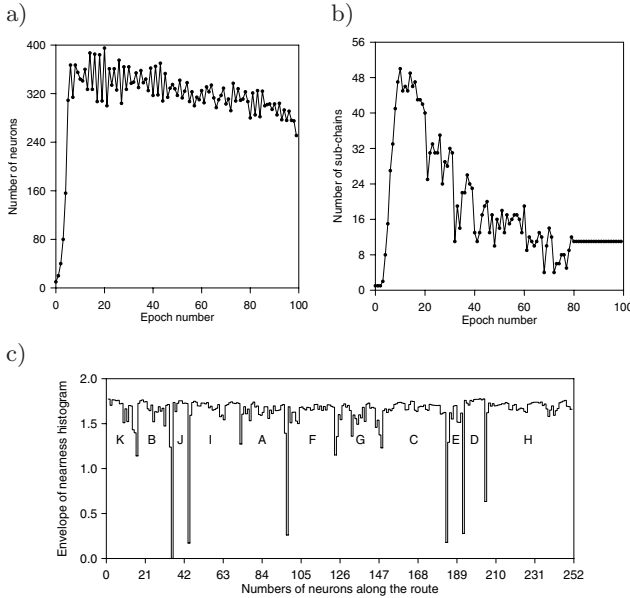 a)
b)
400
320
240
160
80
0
Number of neurons
0 20 40 60 80 100
Epoch number
56
48
40
32
24
16
8
0
Number of sub-chains
0 20 40 60 80 100
Epoch number
c)
2.0
1.5
1.0
0.5
0.0
Envelope of nearness histogram
K B J I A F G C E D H
0 21 42 63 84 105 126 147 168 189 210 231 252
Numbers of neurons along the route